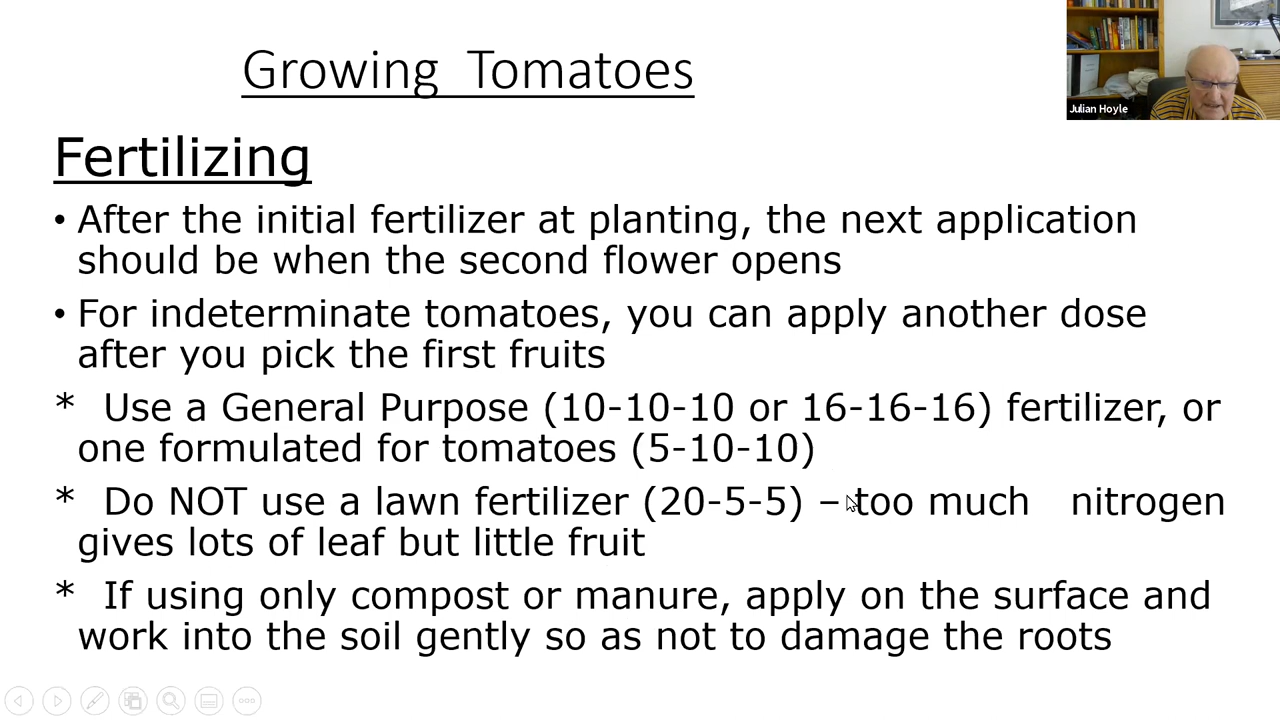 Growing Tomatoes
Julian Hoyle
Fertilizing
• After the initial fertilizer at planting, the next application
should be when the second flower opens
• For indeterminate tomatoes, you can apply another dose
after you pick the first fruits
* Use a General Purpose (10-10-10 or 16-16-16) fertilizer, or
one formulated for tomatoes (5-10-10)
* Do NOT use a lawn fertilizer (20-5-5) – too much nitrogen
gives lots of leaf but little fruit
* If using only compost or manure, apply on the surface and
work into the soil gently so as not to damage the roots